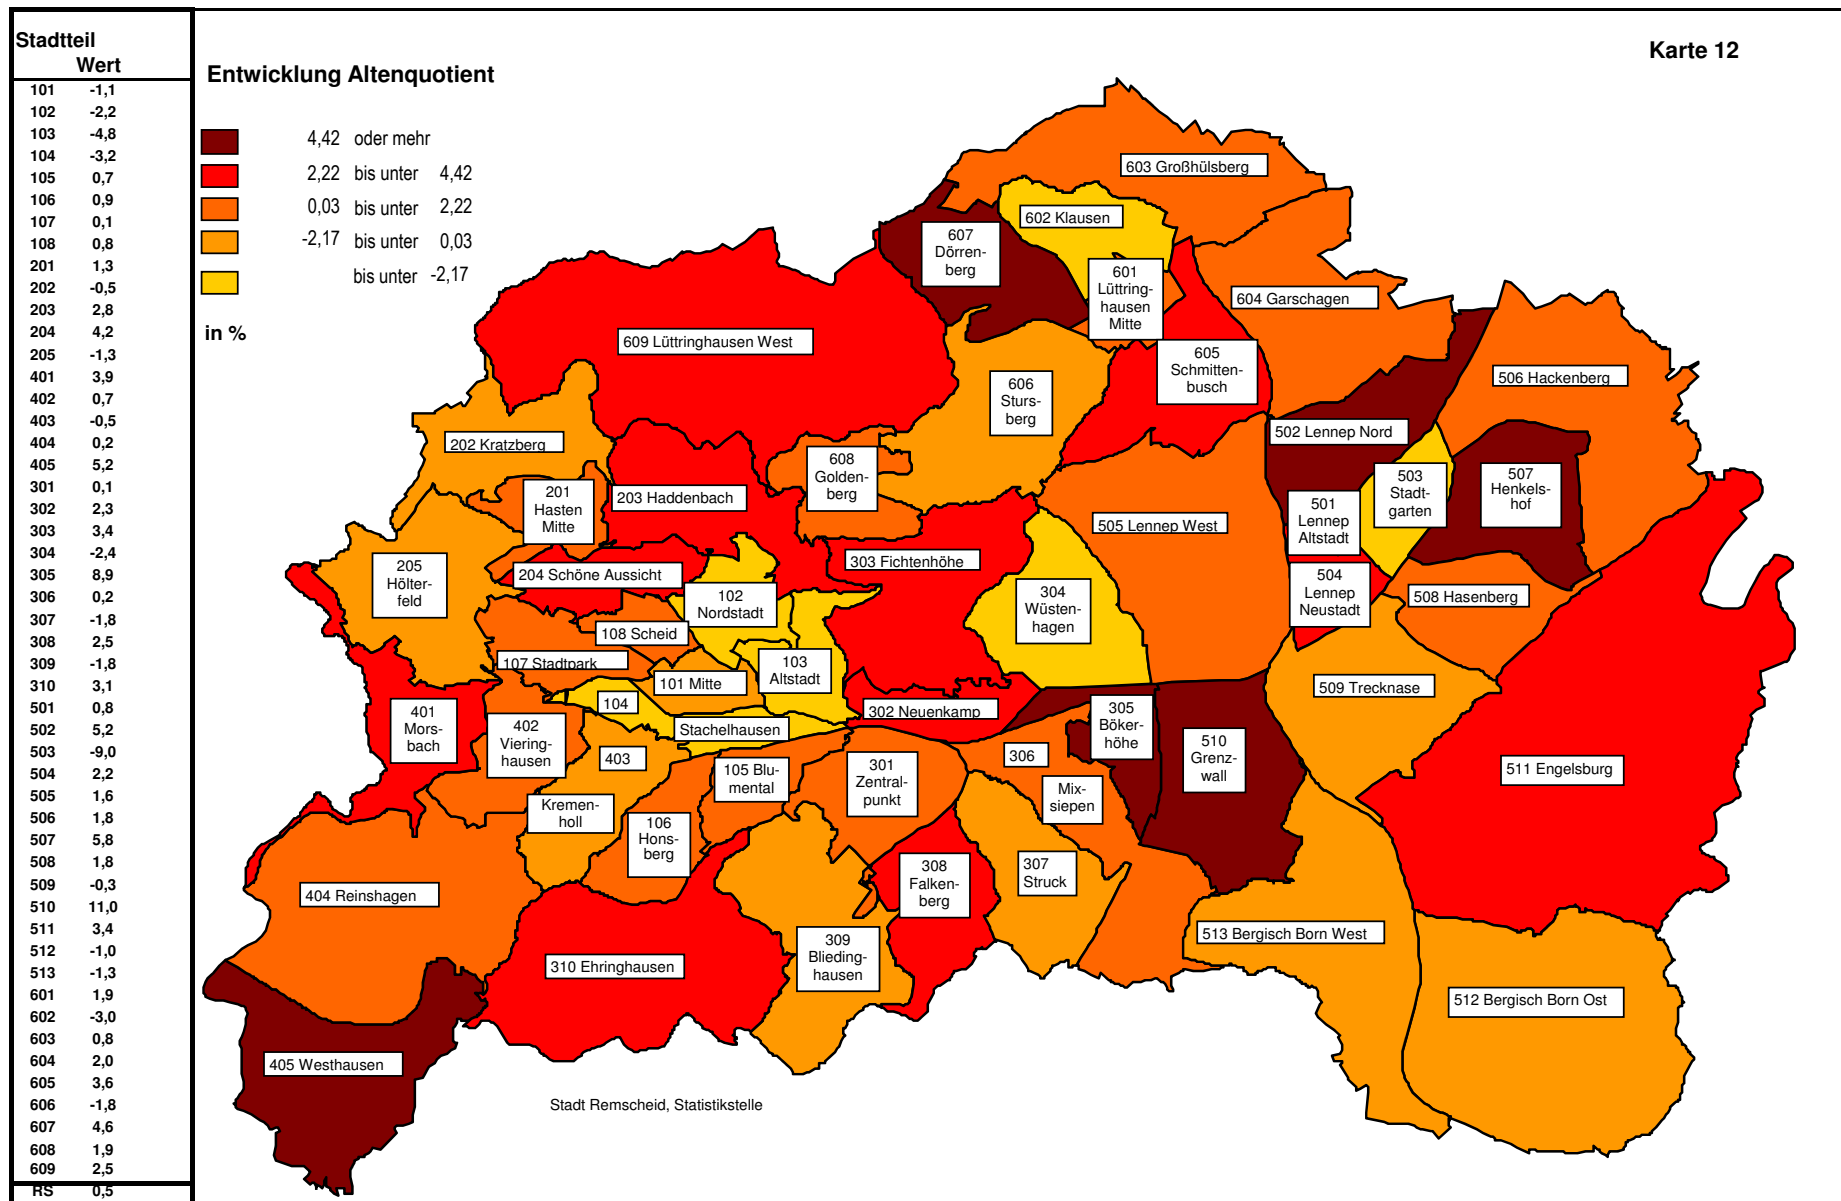 Stadtteil
Wert
101 -1,1
102 -2,2
103 -4,8
104 -3,2
105 0,7
106 0,9
107 0,1
108 0,8
201 1,3
202 -0,5
203 2,8
204 4,2
205 -1,3
401 3,9
402 0,7
403 -0,5
404 0,2
405 5,2
301 0,1
302 2,3
303 3,4
304 -2,4
305 8,9
306 0,2
307 -1,8
308 2,5
309 -1,8
310 3,1
501 0,8
502 5,2
503 -9,0
504 2,2
505 1,6
506 1,8
507 5,8
508 1,8
509 -0,3
510 11,0
511 3,4
512 -1,0
513 -1,3
601 1,9
602 -3,0
603 0,8
604 2,0
605 3,6
606 -1,8
607 4,6
608 1,9
609 2,5
RS 0,5
Karte 12
Entwicklung Altenquotient
4,42 oder mehr
2,22 bis unter 4,42
0,03 bis unter 2,22
-2,17 bis unter 0,03
bis unter -2,17
in %
603 Großhülsberg
602 Klausen
607
Dörren-
berg
601
Lüttring-
hausen
Mitte
604 Garschagen
609 Lüttringhausen West
605
Schmitten-
busch
606
Sturs-
berg
506 Hackenberg
502 Lennep Nord
202 Kratzberg
608
Golden-
berg
203 Haddenbach
201
Hasten
Mitte
503
Stadt-
garten
507
Henkels-
hof
501
Lennep
Altstadt
505 Lennep West
303 Fichtenhöhe
205
Hölter-
feld
204 Schöne Aussicht
102
Nordstadt
304
Wüsten-
hagen
504
Lennep
Neustadt
508 Hasenberg
108 Scheid
107 Stadtpark
103
Altstadt
101 Mitte
509 Trecknase
104
302 Neuenkamp
401
Mors-
bach
402
Viering-
hausen
Stachelhausen
305
Böker-
höhe
510
Grenz-
wall
403
306
105 Blu-
mental
301
Zentral-
punkt
511 Engelsburg
Mix-
siepen
Kremen-
holl
106
Hons-
berg
308
Falken-
berg
307
Struck
404 Reinshagen
513 Bergisch Born West
309
Blieding-
hausen
310 Ehringhausen
512 Bergisch Born Ost
405 Westhausen
Stadt Remscheid, Statistikstelle